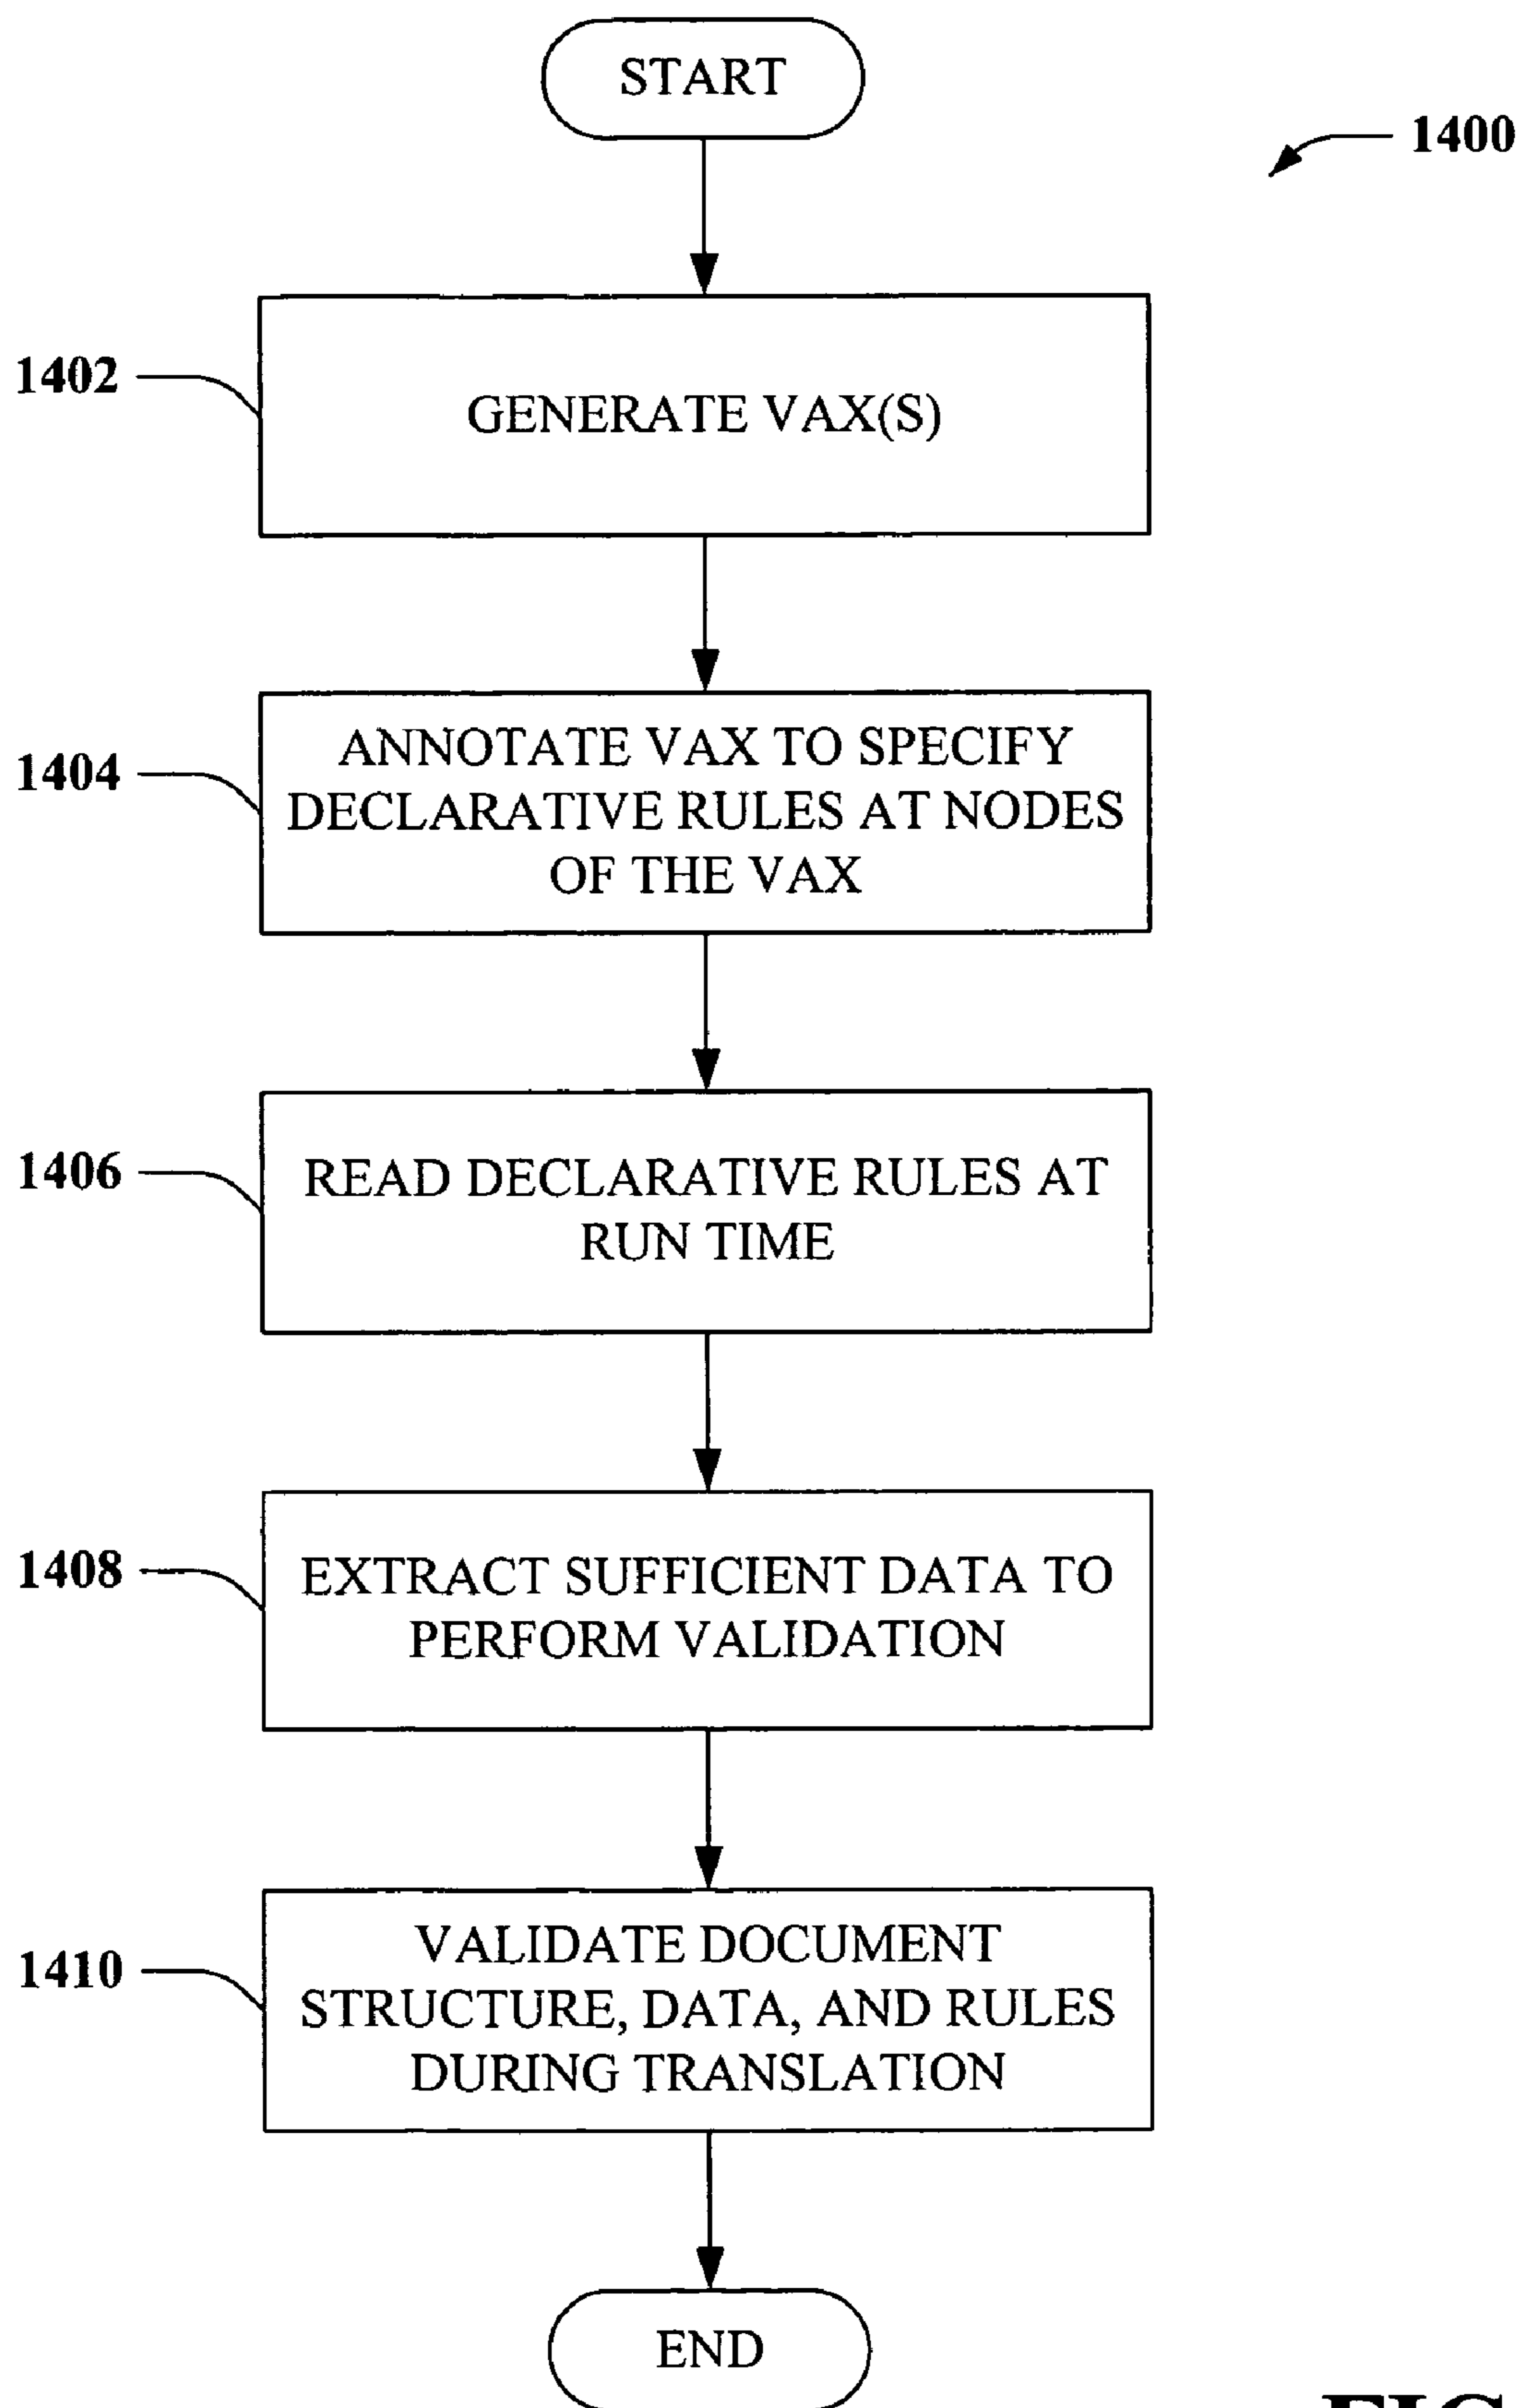 START
1400
1402
GENERATE VAX(S)
1404
ANNOTATE VAX TO SPECIFY
DECLARATIVE RULES AT NODES
OF THE VAX
1406
READ DECLARATIVE RULES AT
RUN TIME
1408
EXTRACT SUFFICIENT DATA TO
PERFORM VALIDATION
1410
VALIDATE DOCUMENT
STRUCTURE, DATA, AND RULES
DURING TRANSLATION
END